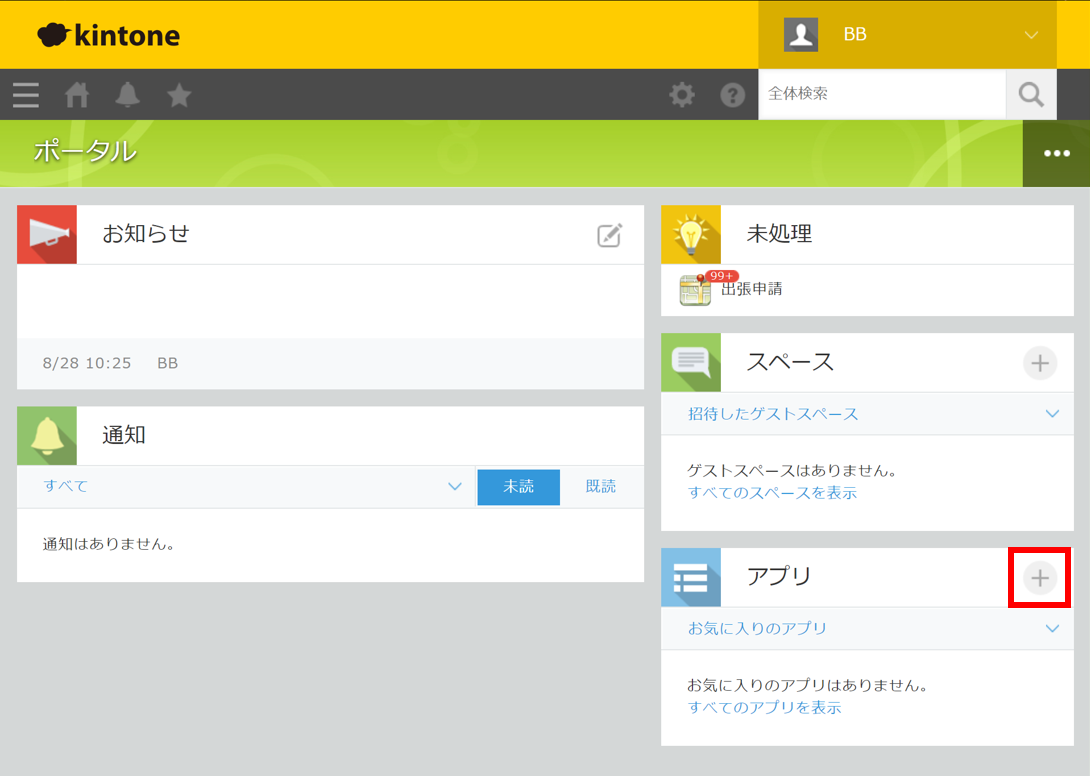 kintone
BB
全体検索
ポータル
お知らせ
8/28 10:25 BB
通知
すべて 未読 既読
通知はありません。
未処理
99+
出張申請
スペース
招待したゲストスペース
ゲストスペースはありません。
すべてのスペースを表示
アプリ
お気に入りのアプリ
お気に入りのアプリはありません。
すべてのアプリを表示